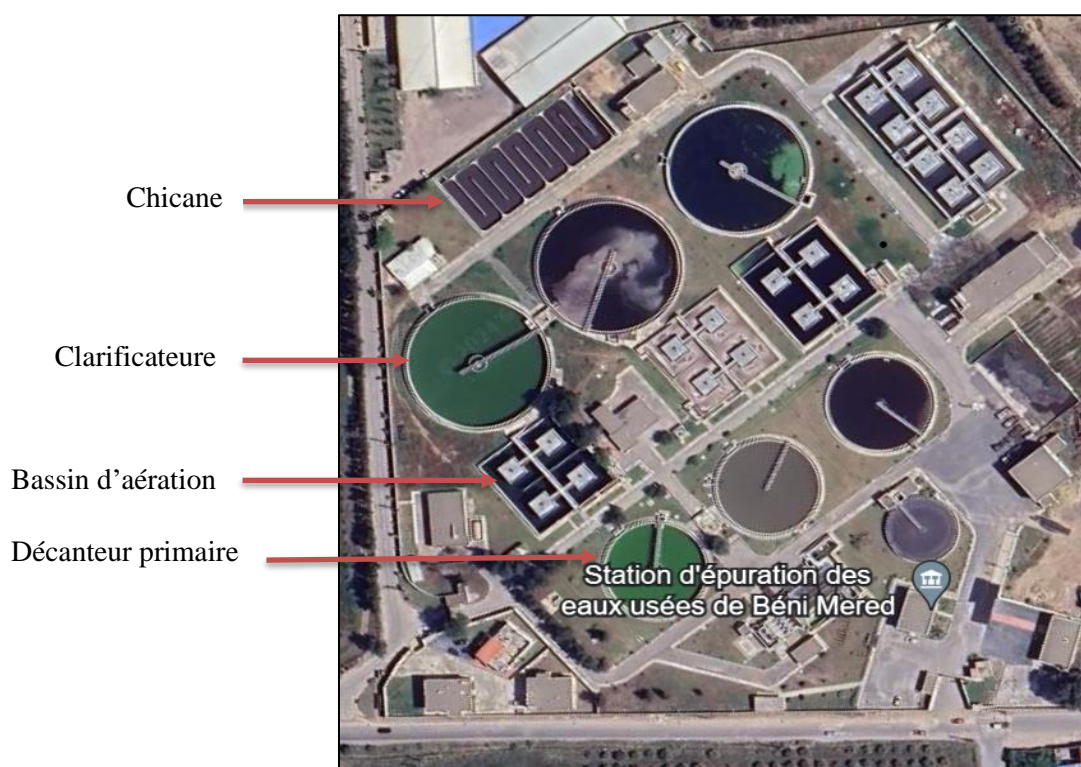 Chicane
Clarificateure
Bassin d’aération
Décanteur primaire
Station d'épuration des
eaux usées de Béni Mered